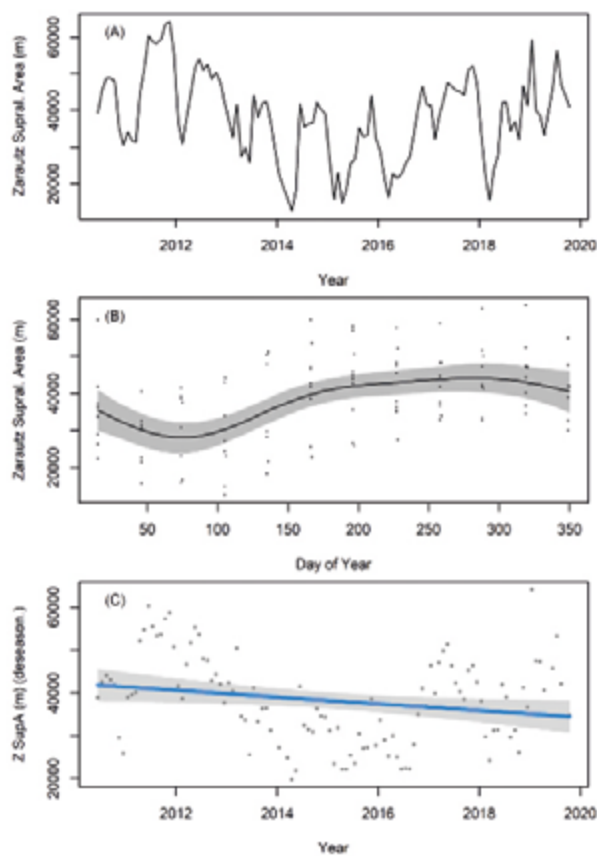 (A)
Zarautz Supral. Area (m)
60000
40000
20000
2012
2014
2016
2018
2020
Year
(B)
Zarautz Supral. Area (m)
60000
40000
20000
50
100
150
200
250
300
350
Day of Year
(C)
Z SupA (m) (deseason.)
60000
40000
20000
2012
2014
2016
2018
2020
Year